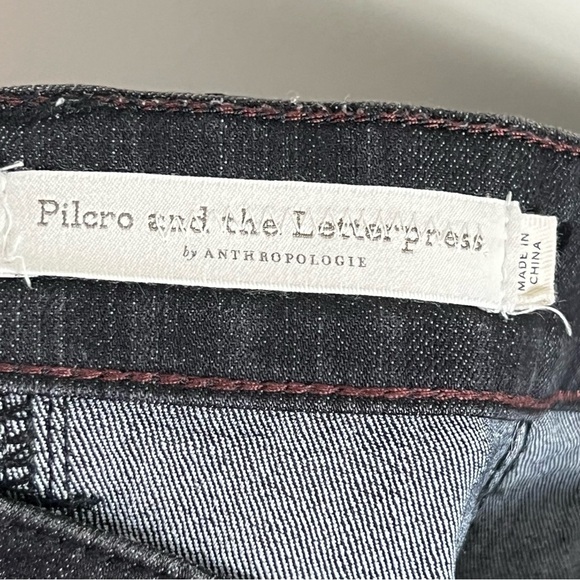 Pilcro and the Letterpress
by ANTHROPOLOGIE
MADE IN
CHINA